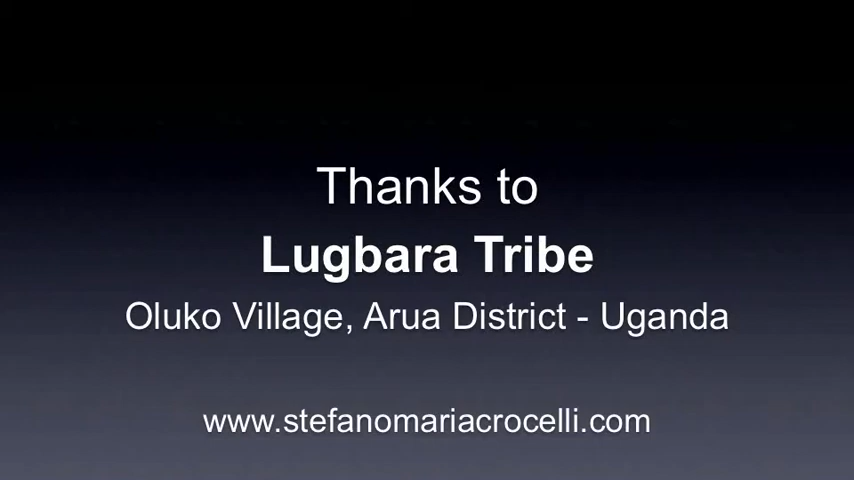 Thanks to
Lugbara Tribe
Oluko Village, Arua District - Uganda
www.stefanomariacrocelli.com